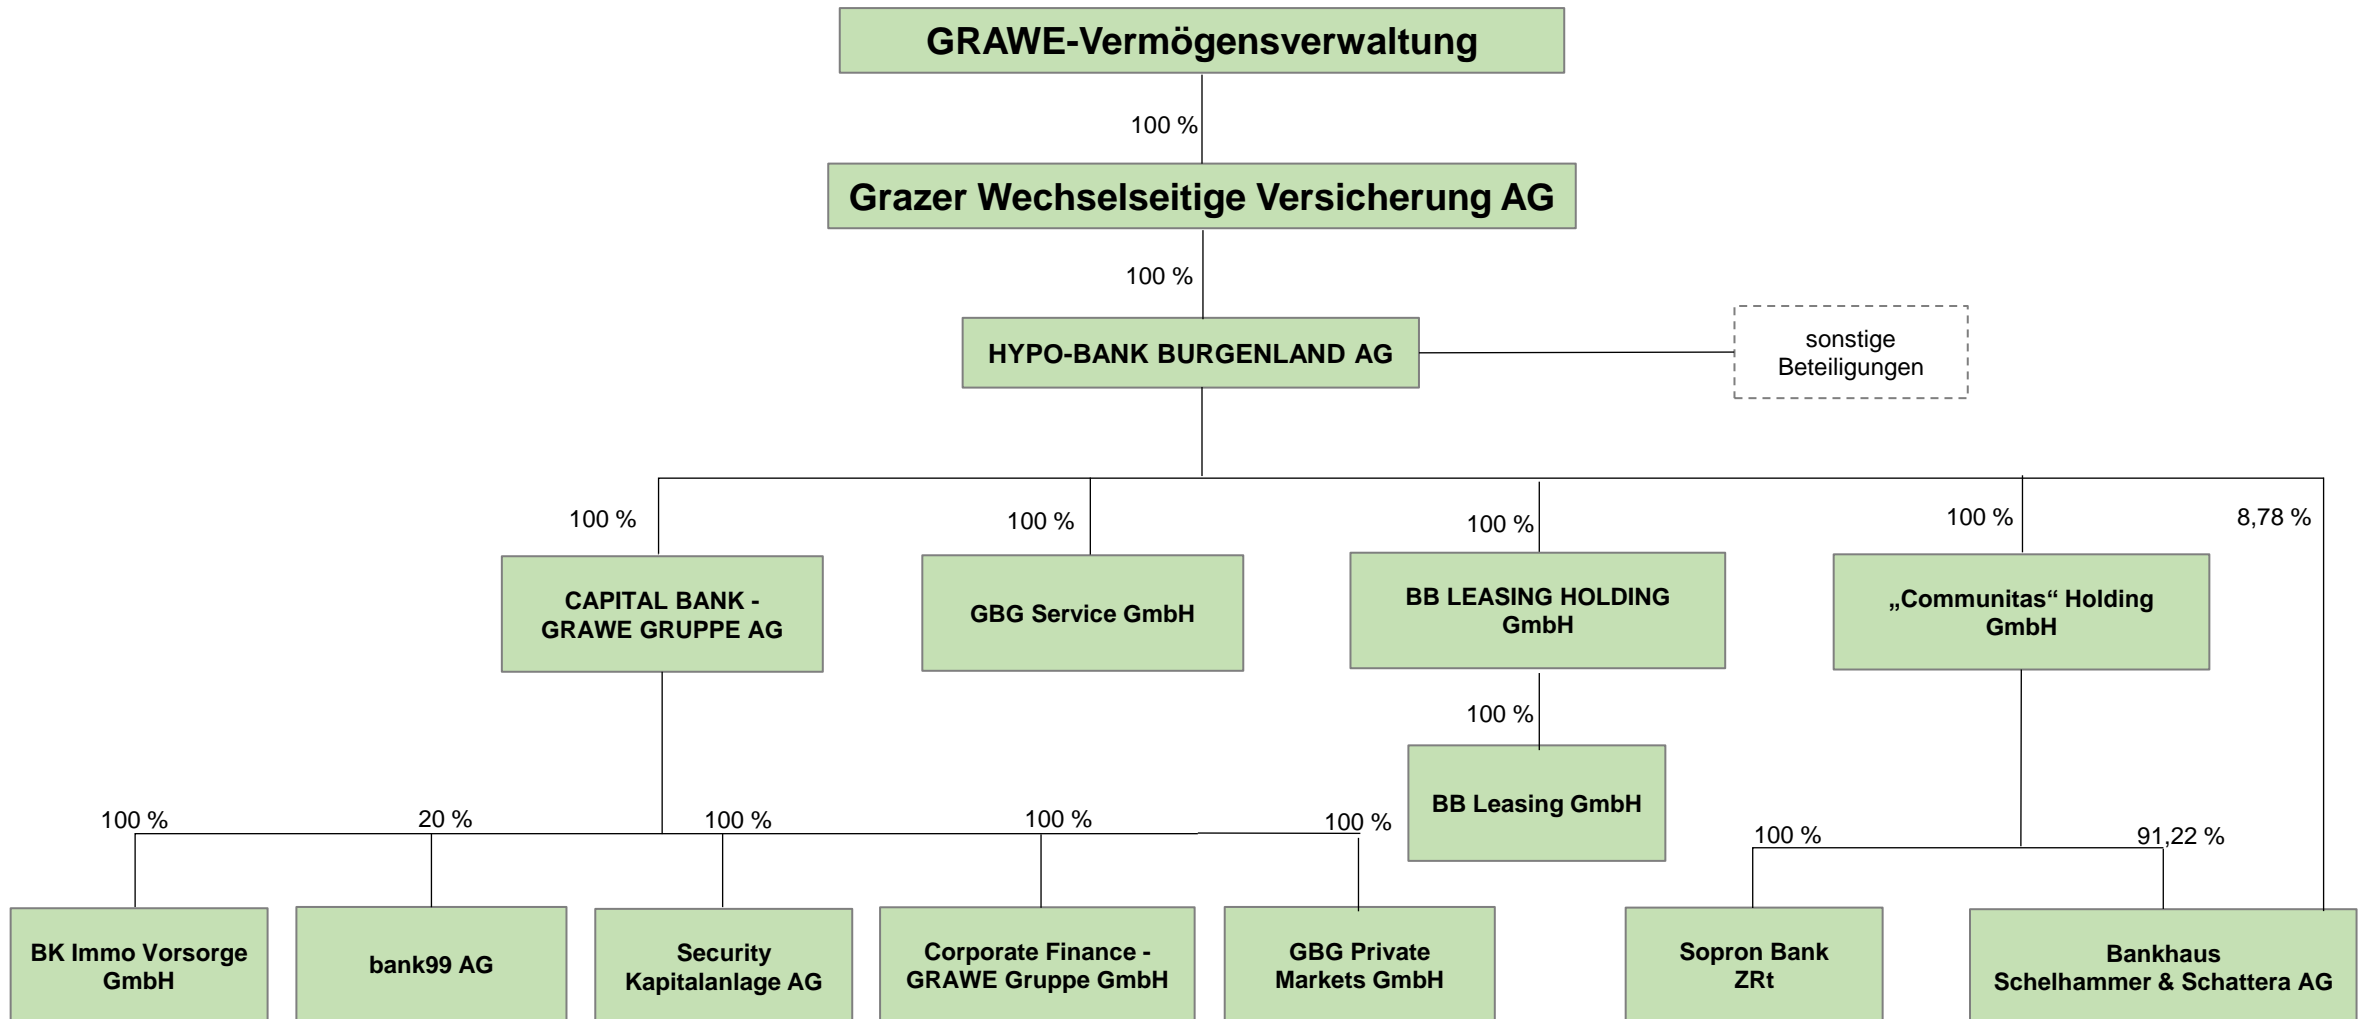 GRAWE-Vermögensverwaltung
100 %
Grazer Wechselseitige Versicherung AG
100 %
HYPO-BANK BURGENLAND AG
sonstige
Beteiligungen
100 %
100 %
100 %
100 %
8,78 %
CAPITAL BANK -
GRAWE GRUPPE AG
GBG Service GmbH
BB LEASING HOLDING
GmbH
„Communitas“ Holding
GmbH
100 %
BB Leasing GmbH
100 %
20 %
100 %
100 %
100 %
100 %
91,22 %
BK Immo Vorsorge
GmbH
bank99 AG
Security
Kapitalanlage AG
Corporate Finance -
GRAWE Gruppe GmbH
GBG Private
Markets GmbH
Sopron Bank
ZRt
Bankhaus
Schelhammer & Schattera AG